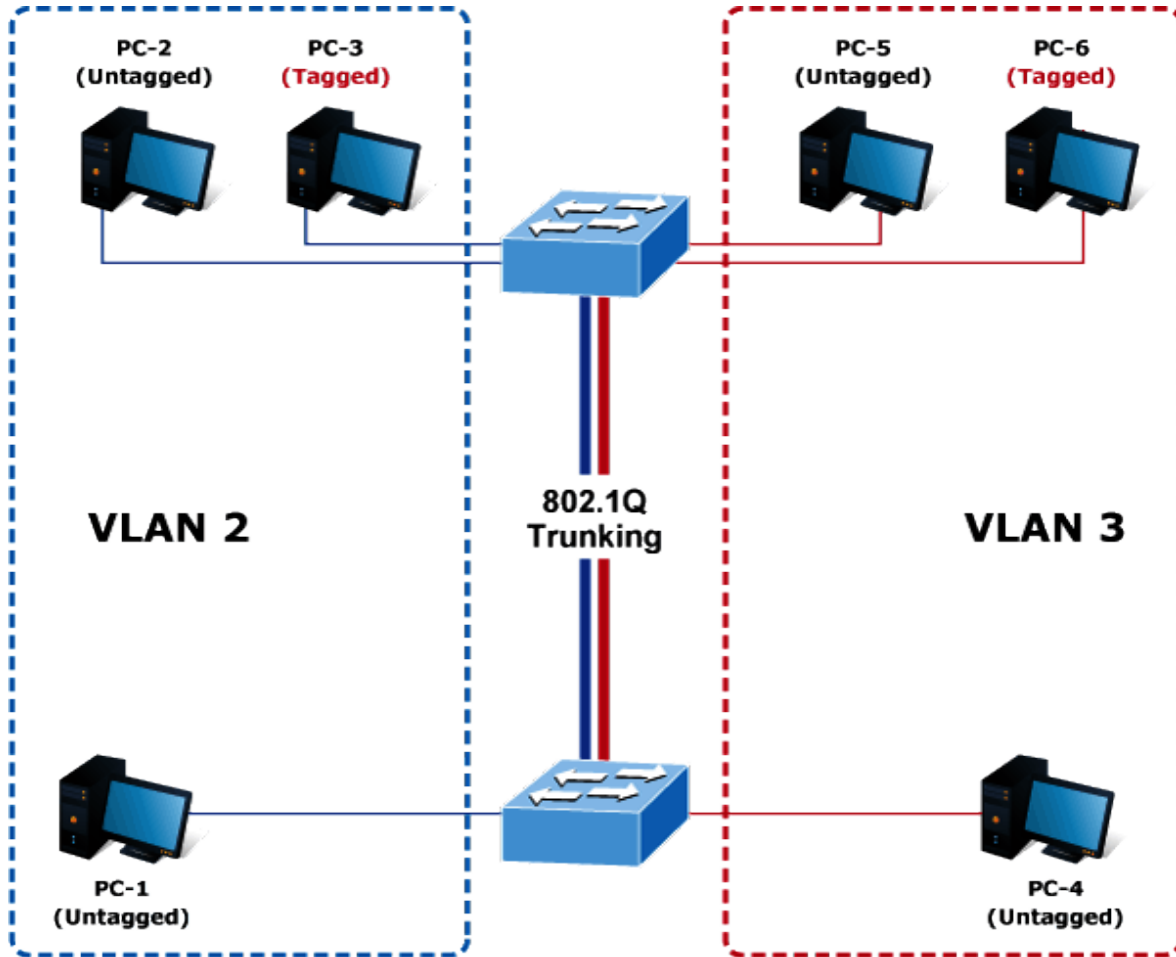 PC-2
(Untagged)
PC-3
(Tagged)
PC-5
(Untagged)
PC-6
(Tagged)
VLAN 2
802.1Q
Trunking
VLAN 3
PC-1
(Untagged)
PC-4
(Untagged)